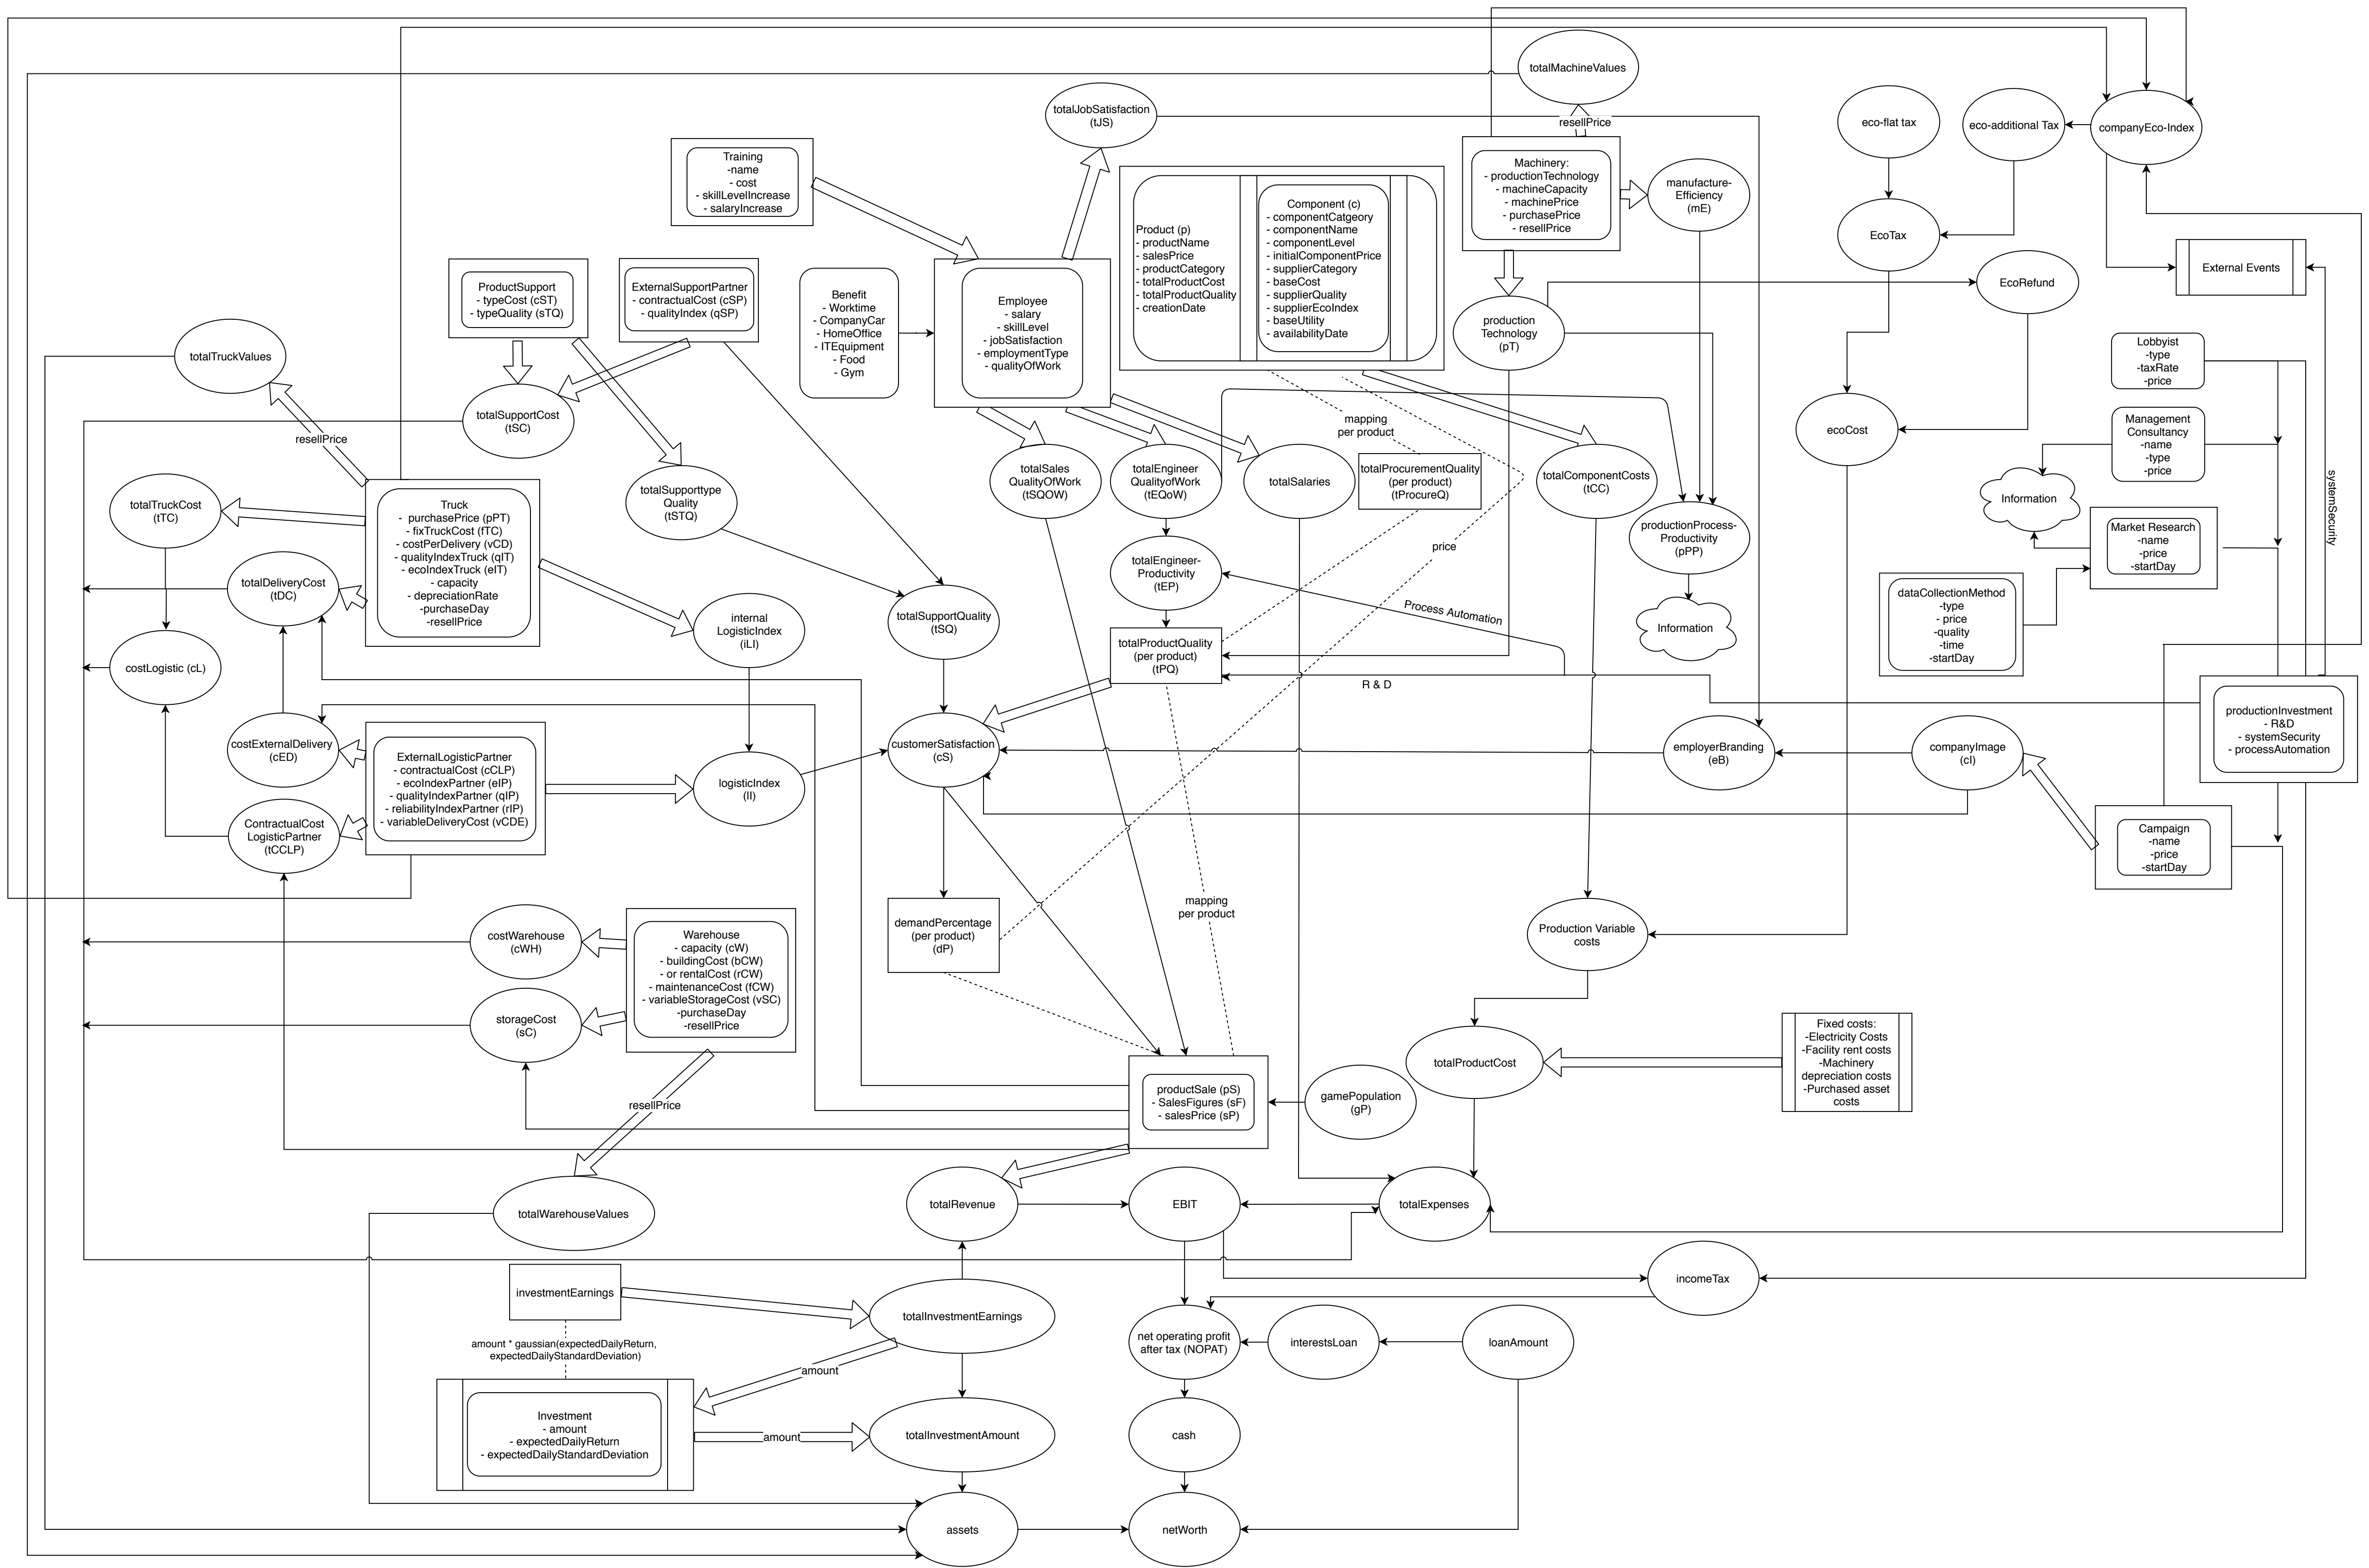 totalMachineValues
totalJobSatisfaction
(tJS)
resellPrice
eco-flat tax
eco-additional Tax
companyEco-Index
Training
-name
- cost
- skillLevelIncrease
- salaryIncrease
Machinery:
- productionTechnology
- machineCapacity
- machinePrice
- purchasePrice
- resellPrice
manufacture-
Efficiency
(mE)
Product (p)
- productName
- salesPrice
- productCategory
- totalProductCost
- totalProductQuality
- creationDate
Component (c)
- componentCatgeory
- componentName
- componentLevel
- initialComponentPrice
- supplierCategory
- baseCost
- supplierQuality
- supplierEcoIndex
- baseUtility
- availabilityDate
EcoTax
External Events
EcoRefund
ProductSupport
- typeCost (cST)
- typeQuality (sTQ)
ExternalSupportPartner
- contractualCost (cSP)
- qualityIndex (qSP)
Benefit
- Worktime
- CompanyCar
- HomeOffice
- ITEquipment
- Food
- Gym
Employee
- salary
- skillLevel
- jobSatisfaction
- employmentType
- qualityOfWork
production
Technology
(pT)
totalTruckValues
Lobbyist
-type
-taxRate
-price
resellPrice
totalSupportCost
(tSC)
mapping
per product
ecoCost
Management
Consultancy
-name
-type
-price
totalTruckCost
(tTC)
totalSupporttype
Quality
(tSTQ)
totalSales
QualityOfWork
(tSQOW)
totalEngineer
QualityofWork
(tEQoW)
totalSalaries
totalProcurementQuality
(per product)
(tProcureQ)
totalComponentCosts
(tCC)
Information
systemSecurity
Truck
- purchasePrice (pPT)
- fixTruckCost (fTC)
- costPerDelivery (vCD)
- qualityIndexTruck (qIT)
- ecoIndexTruck (eIT)
- capacity
- depreciationRate
-purchaseDay
-resellPrice
productionProcess-
Productivity
(pPP)
Market Research
-name
-price
-startDay
price
totalDeliveryCost
(tDC)
totalEngineer-
Productivity
(tEP)
Process Automation
dataCollectionMethod
-type
- price
-quality
-time
-startDay
internal
LogisticIndex
(iLI)
totalSupportQuality
(tSQ)
Information
costLogistic (cL)
totalProductQuality
(per product)
(tPQ)
R & D
productionInvestment
- R&D
- systemSecurity
- processAutomation
costExternalDelivery
(cED)
ExternalLogisticPartner
- contractualCost (cCLP)
- ecoIndexPartner (eIP)
- qualityIndexPartner (qIP)
- reliabilityIndexPartner (rIP)
- variableDeliveryCost (vCDE)
logisticIndex
(lI)
customerSatisfaction
(cS)
employerBranding
(eB)
companyImage
(cI)
ContractualCost
LogisticPartner
(tCCLP)
Campaign
-name
-price
-startDay
mapping
per product
demandPercentage
(per product)
(dP)
Production Variable
costs
costWarehouse
(cWH)
Warehouse
- capacity (cW)
- buildingCost (bCW)
- or rentalCost (rCW)
- maintenanceCost (fCW)
- variableStorageCost (vSC)
-purchaseDay
-resellPrice
storageCost
(sC)
totalProductCost
Fixed costs:
-Electricity Costs
-Facility rent costs
-Machinery
depreciation costs
-Purchased asset
costs
resellPrice
productSale (pS)
- SalesFigures (sF)
- salesPrice (sP)
gamePopulation
(gP)
totalWarehouseValues
totalRevenue
EBIT
totalExpenses
incomeTax
investmentEarnings
totalInvestmentEarnings
net operating profit
after tax (NOPAT)
interestsLoan
loanAmount
amount * gaussian(expectedDailyReturn,
expectedDailyStandardDeviation)
amount
Investment
- amount
- expectedDailyReturn
- expectedDailyStandardDeviation
amount
totalInvestmentAmount
cash
assets
netWorth